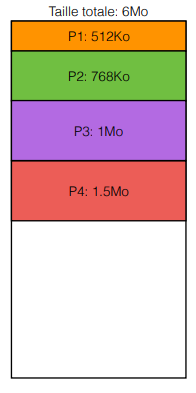 Taille totale: 6Mo
P1: 512Ko
P2: 768Ko
P3: 1Mo
P4: 1.5Mo